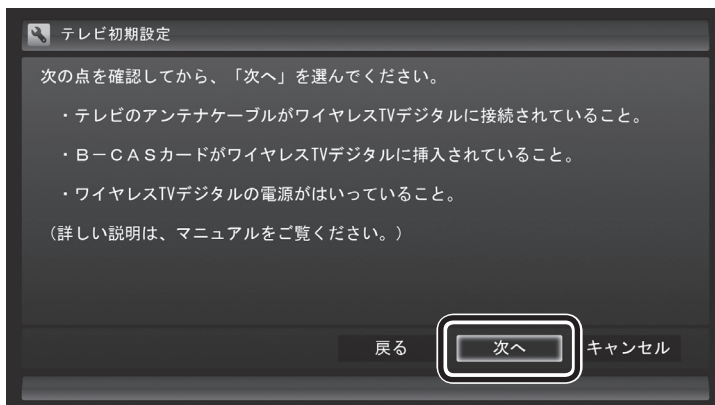 テレビ初期設定
次の点を確認してから、「次へ」を選んでください。
・テレビのアンテナケーブルがワイヤレスTVデジタルに接続されていること。
・B－CASカードがワイヤレスTVデジタルに挿入されていること。
・ワイヤレスTVデジタルの電源がはいっていること。
（詳しい説明は、マニュアルをご覧ください。）
戻る 次へ キャンセル